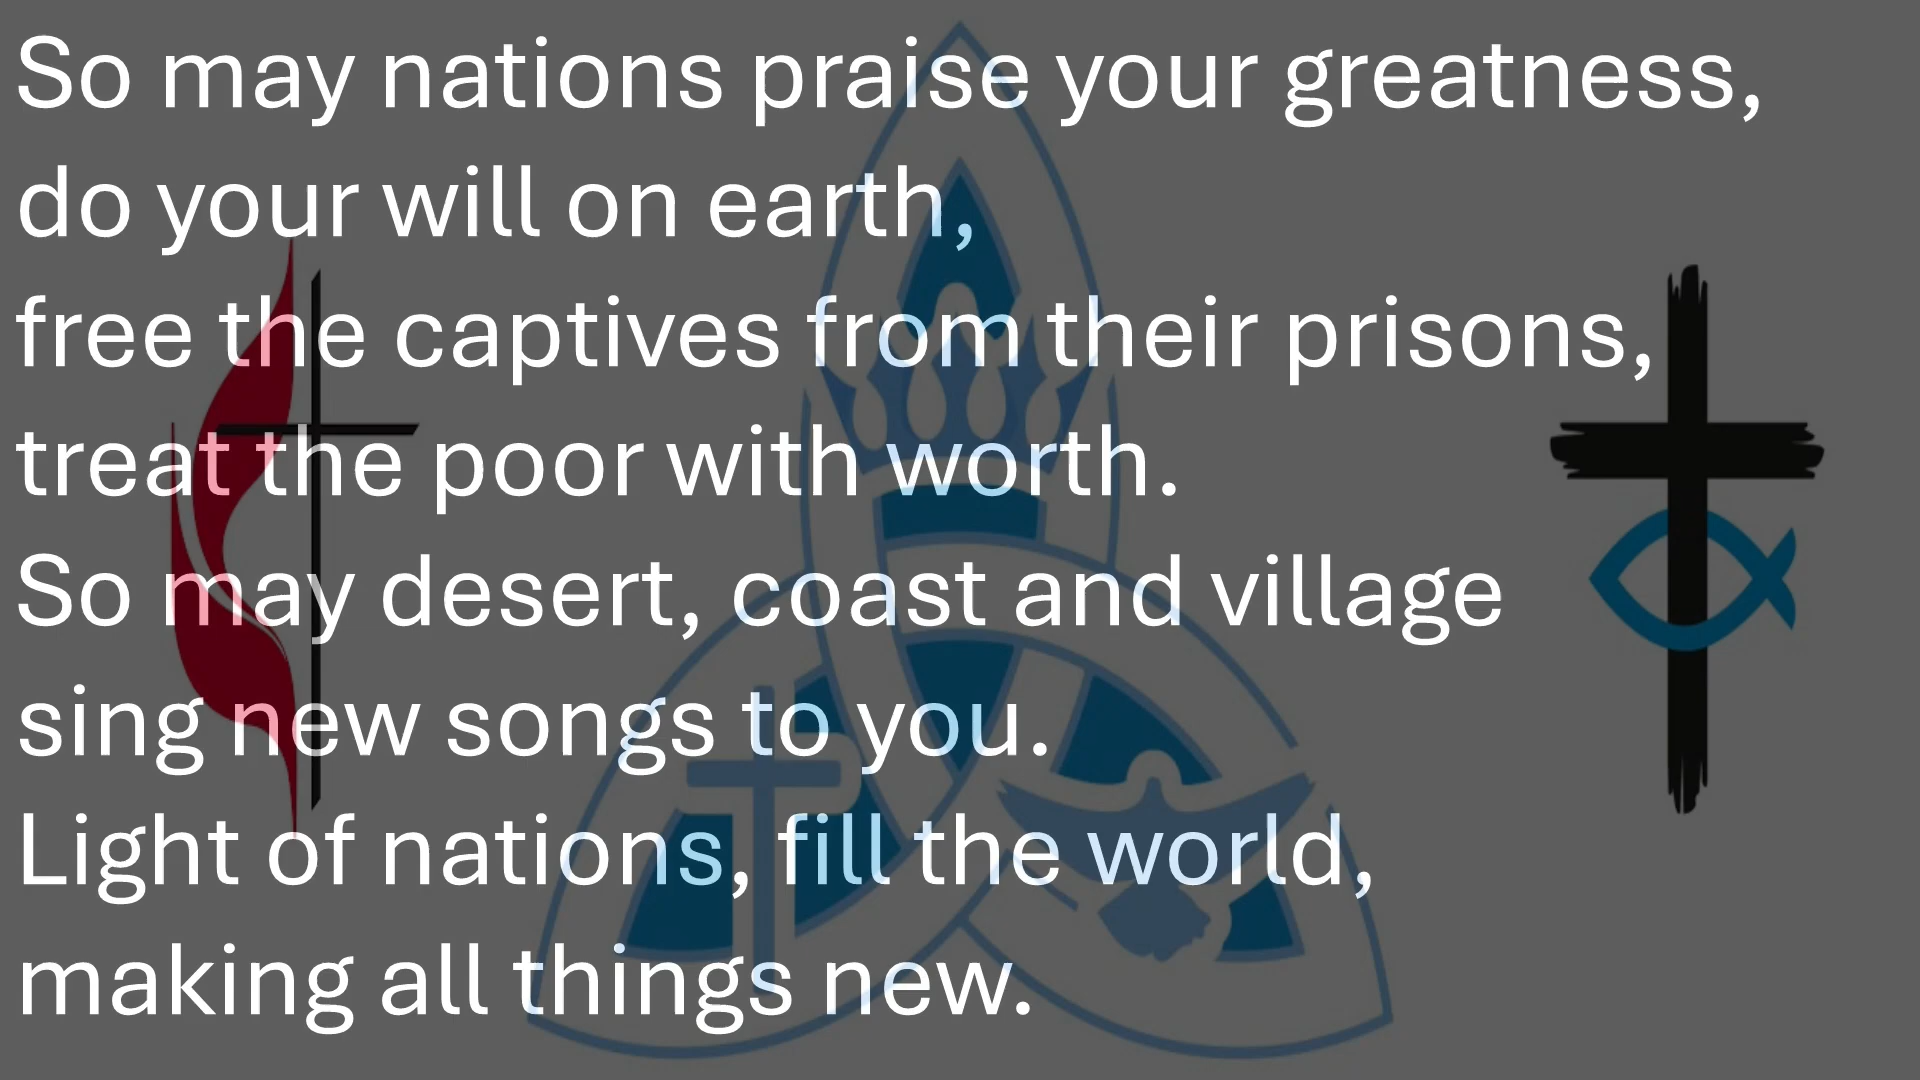 So may nations praise your greatness,
do your will on earth,
free the captives from their prisons,
treat the poor with worth.
So may desert, coast and village
sing new songs to you.
Light of nations, fill the world,
making all things new.